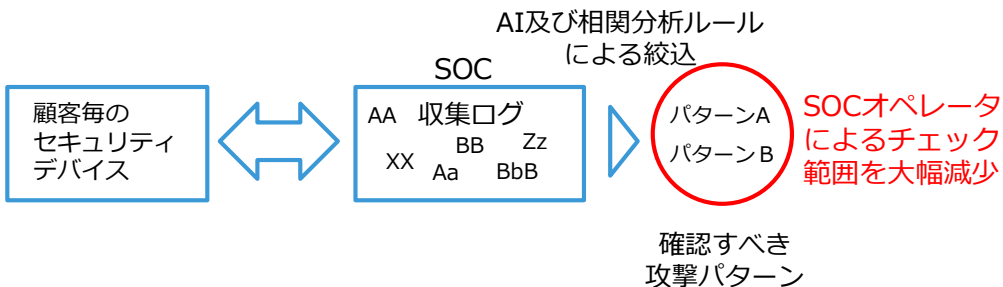 AI及び相関分析ルール
による絞込
SOC
顧客毎の
セキュリティ
デバイス
AA 収集ログ
BB Zz
XX Aa BbB
パターンA
パターンB
SOCオペレータ
によるチェック
範囲を大幅減少
確認すべき
攻撃パターン